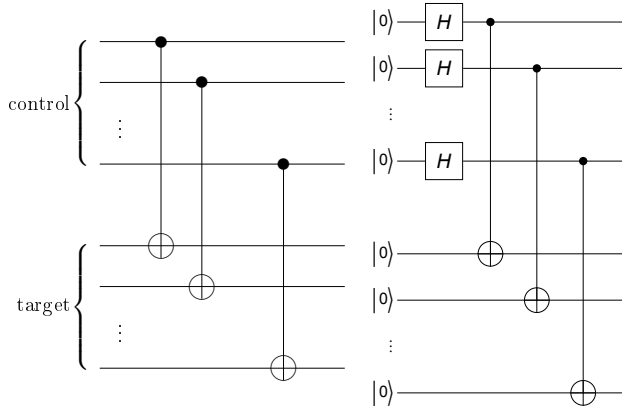 control
⋮
target
⋮
|0⟩ H
|0⟩ H
⋮
|0⟩ H
|0⟩
|0⟩
⋮
|0⟩